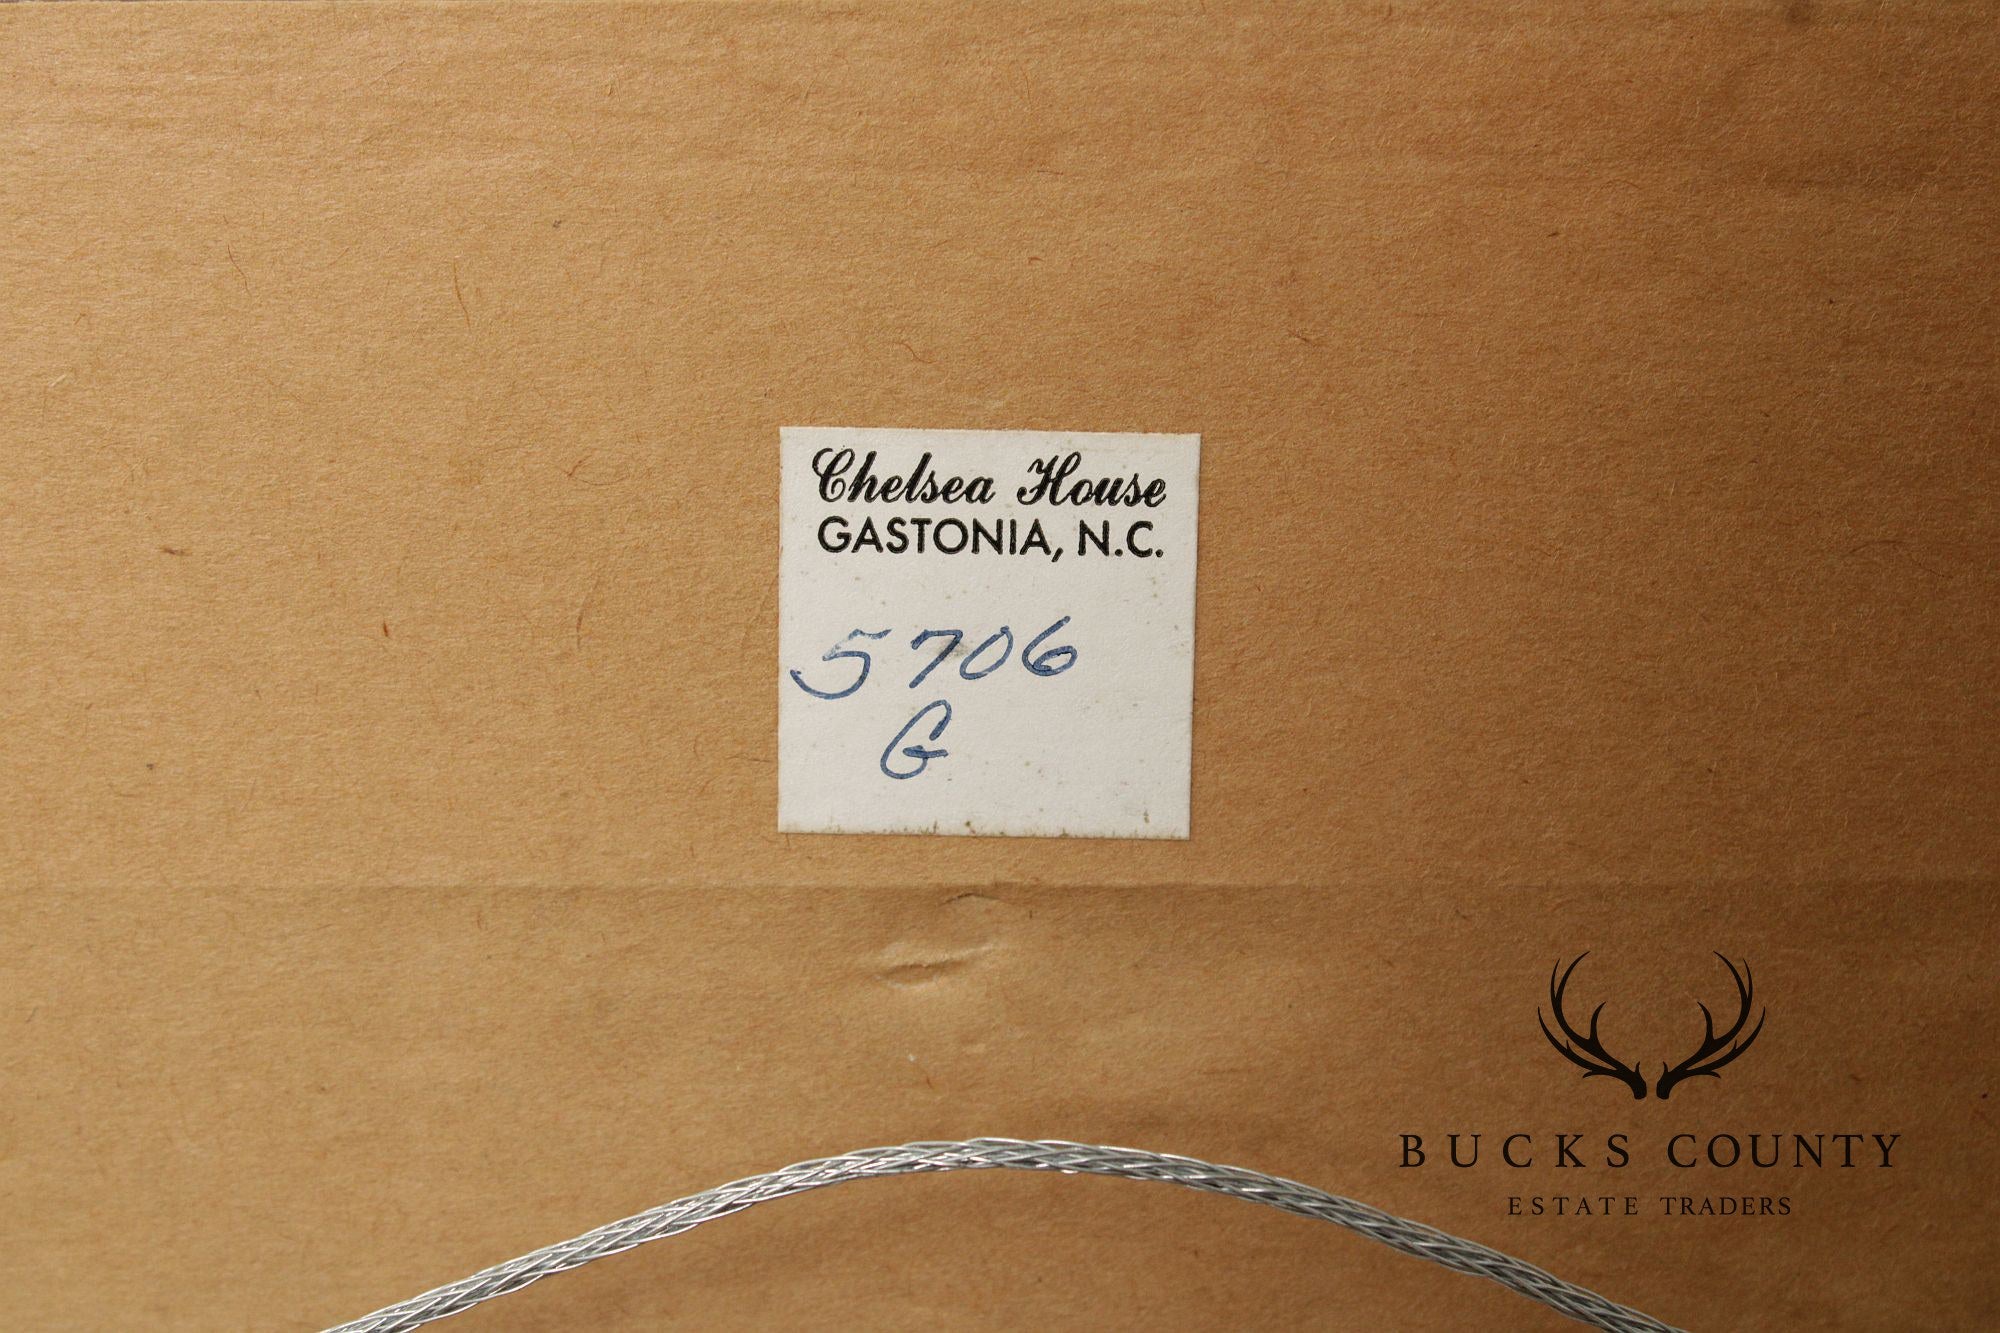 Chelsea House
GASTONIA, N.C.
5706
G
BUCKS COUNTY
ESTATE TRADERS